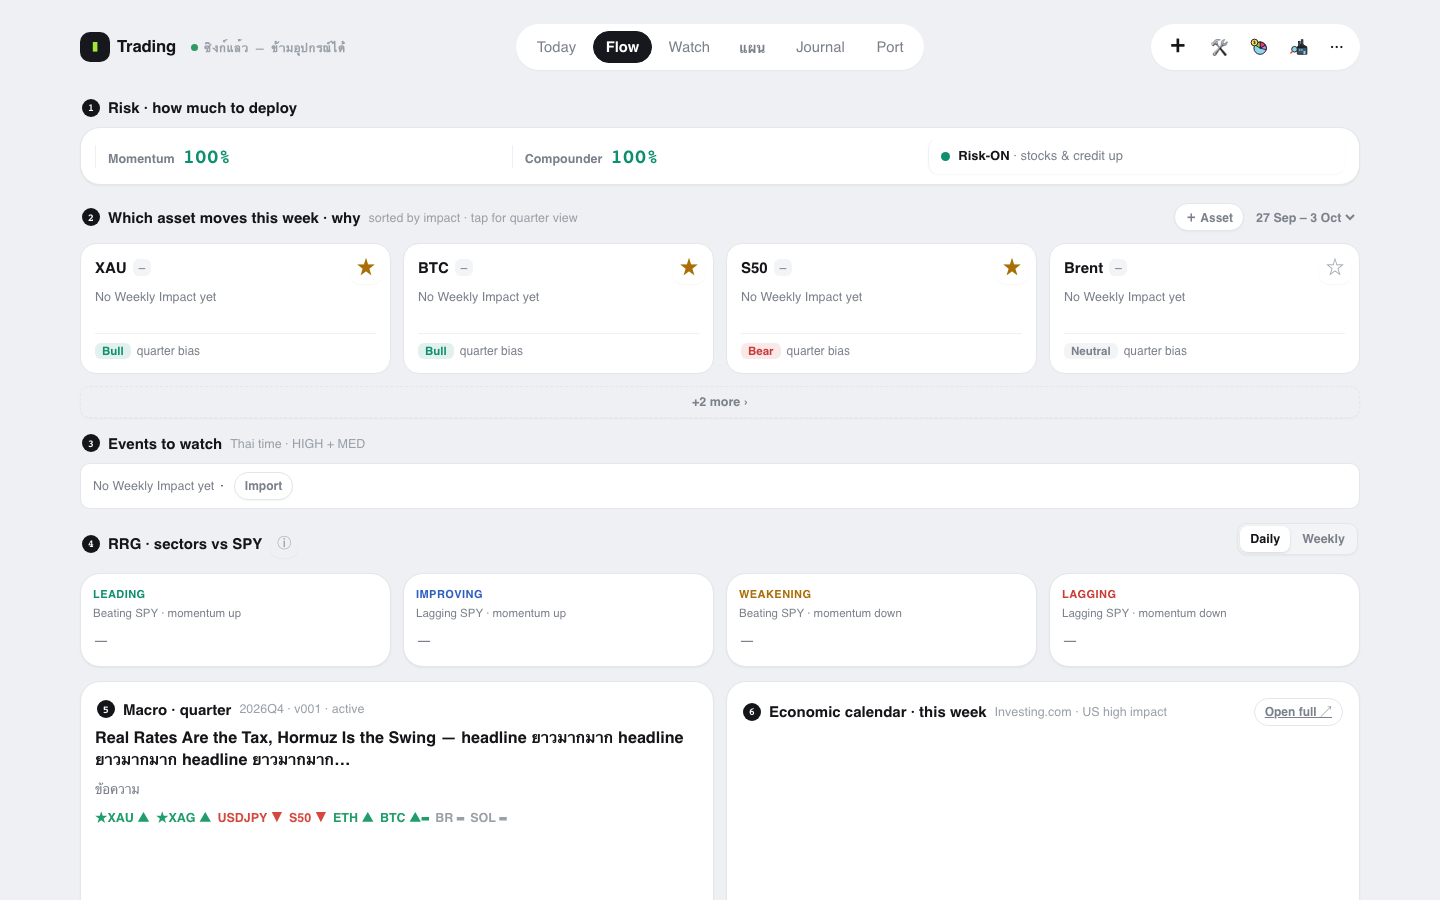 Trading
ซิงก์แล้ว — ข้ามอุปกรณ์ได้
Today Flow Watch แผน Journal Port
+ ...
1 Risk · how much to deploy
Momentum 100%
Compounder 100%
Risk-ON · stocks & credit up
2 Which asset moves this week · why sorted by impact · tap for quarter view
+ Asset 27 Sep – 3 Oct
XAU –
No Weekly Impact yet
Bull quarter bias
BTC –
No Weekly Impact yet
Bull quarter bias
S50 –
No Weekly Impact yet
Bear quarter bias
Brent –
No Weekly Impact yet
Neutral quarter bias
+2 more ›
3 Events to watch Thai time · HIGH + MED
No Weekly Impact yet · Import
4 RRG · sectors vs SPY ⓘ
Daily Weekly
LEADING
Beating SPY · momentum up
—
IMPROVING
Lagging SPY · momentum up
—
WEAKENING
Beating SPY · momentum down
—
LAGGING
Lagging SPY · momentum down
—
5 Macro · quarter 2026Q4 · v001 · active
Real Rates Are the Tax, Hormuz Is the Swing — headline ยาวมากมาก headline
ยาวมากมาก headline ยาวมากมาก...
ข้อความ
★XAU ▲ ★XAG ▲ USDJPY ▼ S50 ▼ ETH ▲ BTC ▲= BR = SOL =
6 Economic calendar · this week Investing.com · US high impact
Open full ↗